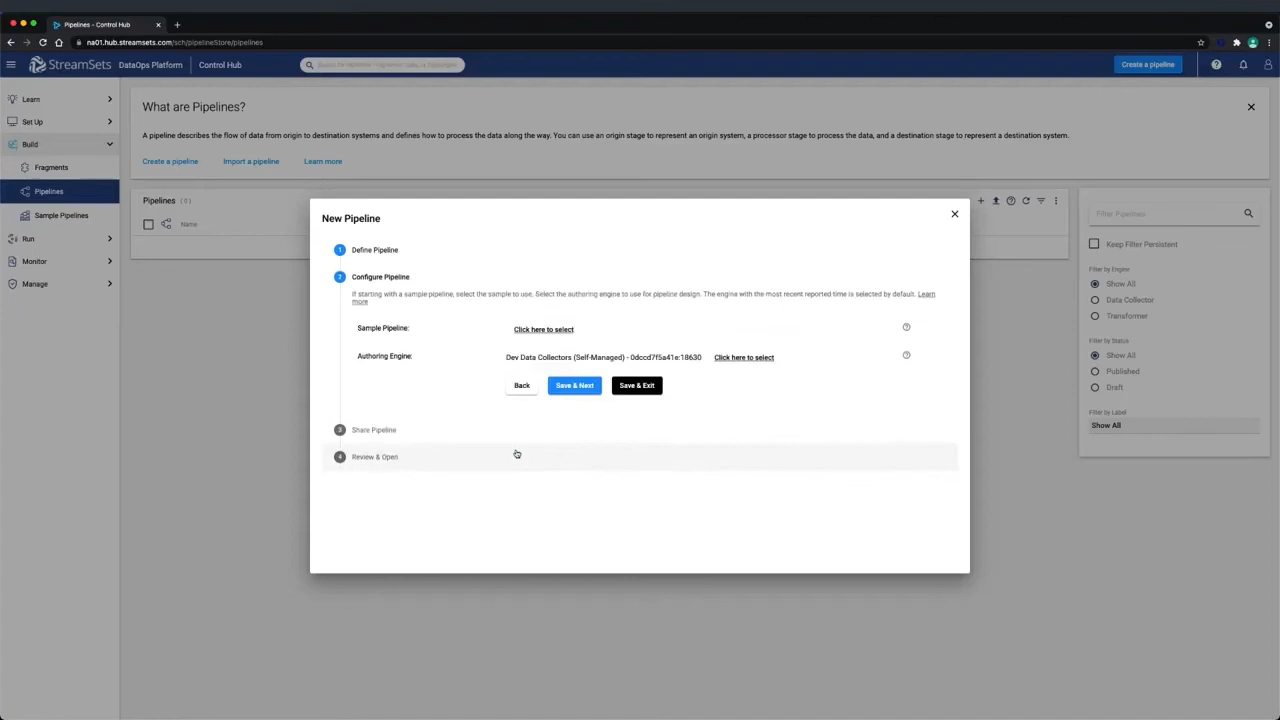 Pipelines - Control Hub
na01.hub.streamsets.com/sch/pipelineStore/pipelines
StreamSets DataOps Platform Control Hub
Create a pipeline
Learn
Set Up
Build
Fragments
Pipelines
Sample Pipelines
Run
Monitor
Manage
What are Pipelines?
A pipeline describes the flow of data from origin to destination systems and defines how to process the data along the way. You can use an origin stage to represent an origin system, a processor stage to process the data, and a destination stage to represent a destination system.
Create a pipeline Import a pipeline Learn more
Pipelines (0)
Name
New Pipeline
1 Define Pipeline
2 Configure Pipeline
If starting with a sample pipeline, select the sample to use. Select the authoring engine to use for pipeline design. The engine with the most recent reported time is selected by default. Learn
more
Sample Pipeline: Click here to select
Authoring Engine: Dev Data Collectors (Self-Managed) - 0dccd7f5a41e:18630 Click here to select
Back Save & Next Save & Exit
3 Share Pipeline
4 Review & Open
Filter Pipelines
Keep Filter Persistent
Filter by Engine
Show All
Data Collector
Transformer
Filter by Status
Show All
Published
Draft
Filter by Label
Show All